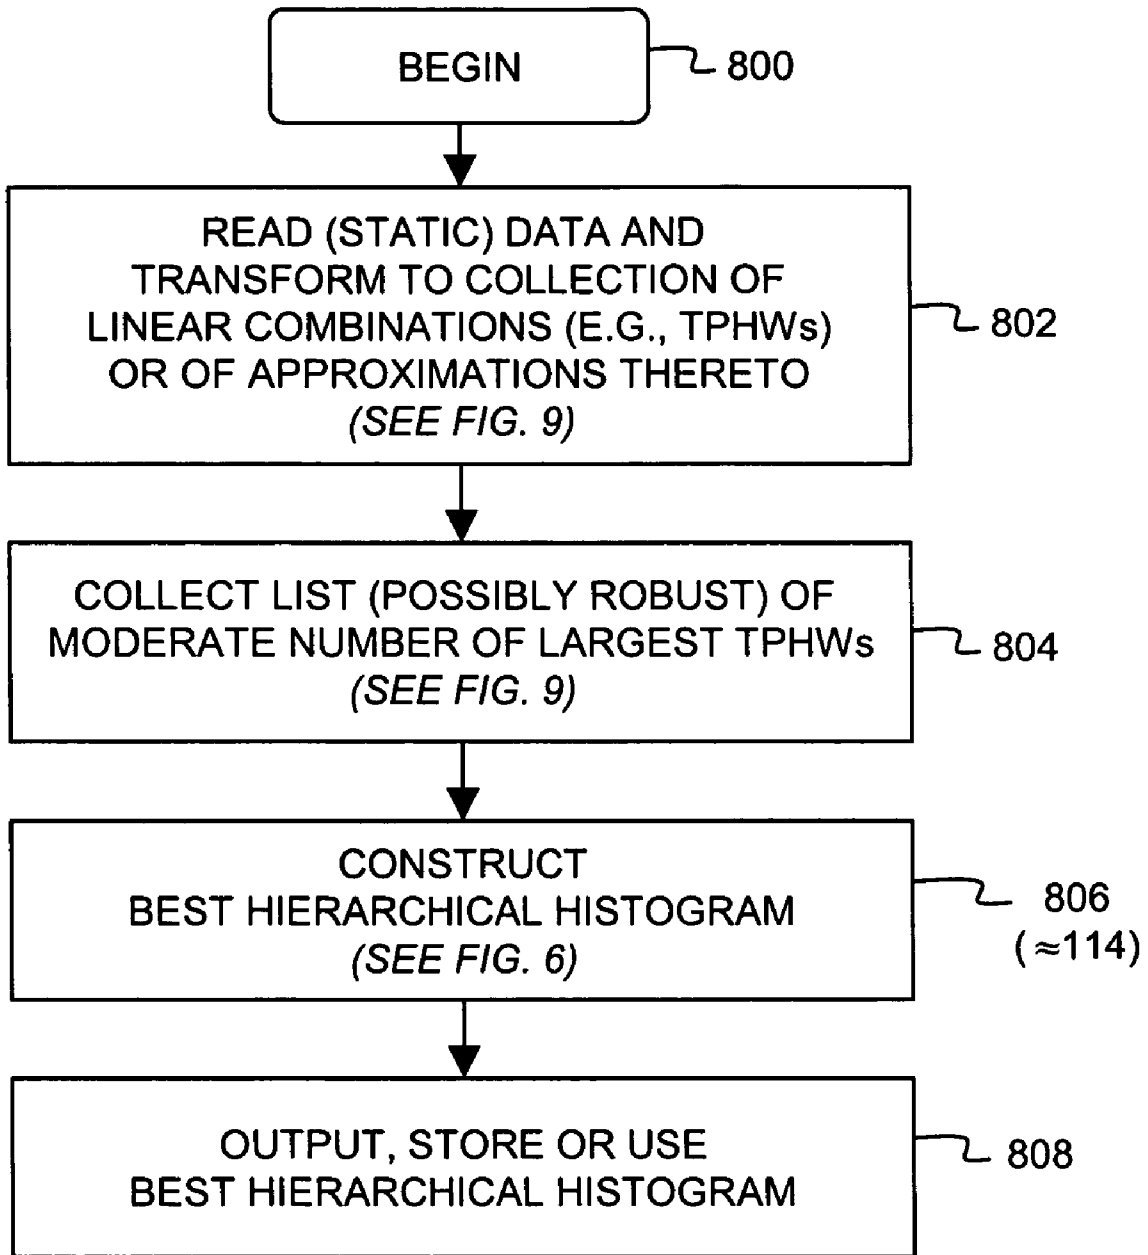 BEGIN
800
READ (STATIC) DATA AND
TRANSFORM TO COLLECTION OF
LINEAR COMBINATIONS (E.G., TPHWs)
OR OF APPROXIMATIONS THERETO
(SEE FIG. 9)
802
COLLECT LIST (POSSIBLY ROBUST) OF
MODERATE NUMBER OF LARGEST TPHWs
(SEE FIG. 9)
804
CONSTRUCT
BEST HIERARCHICAL HISTOGRAM
(SEE FIG. 6)
806
(≈114)
OUTPUT, STORE OR USE
BEST HIERARCHICAL HISTOGRAM
808